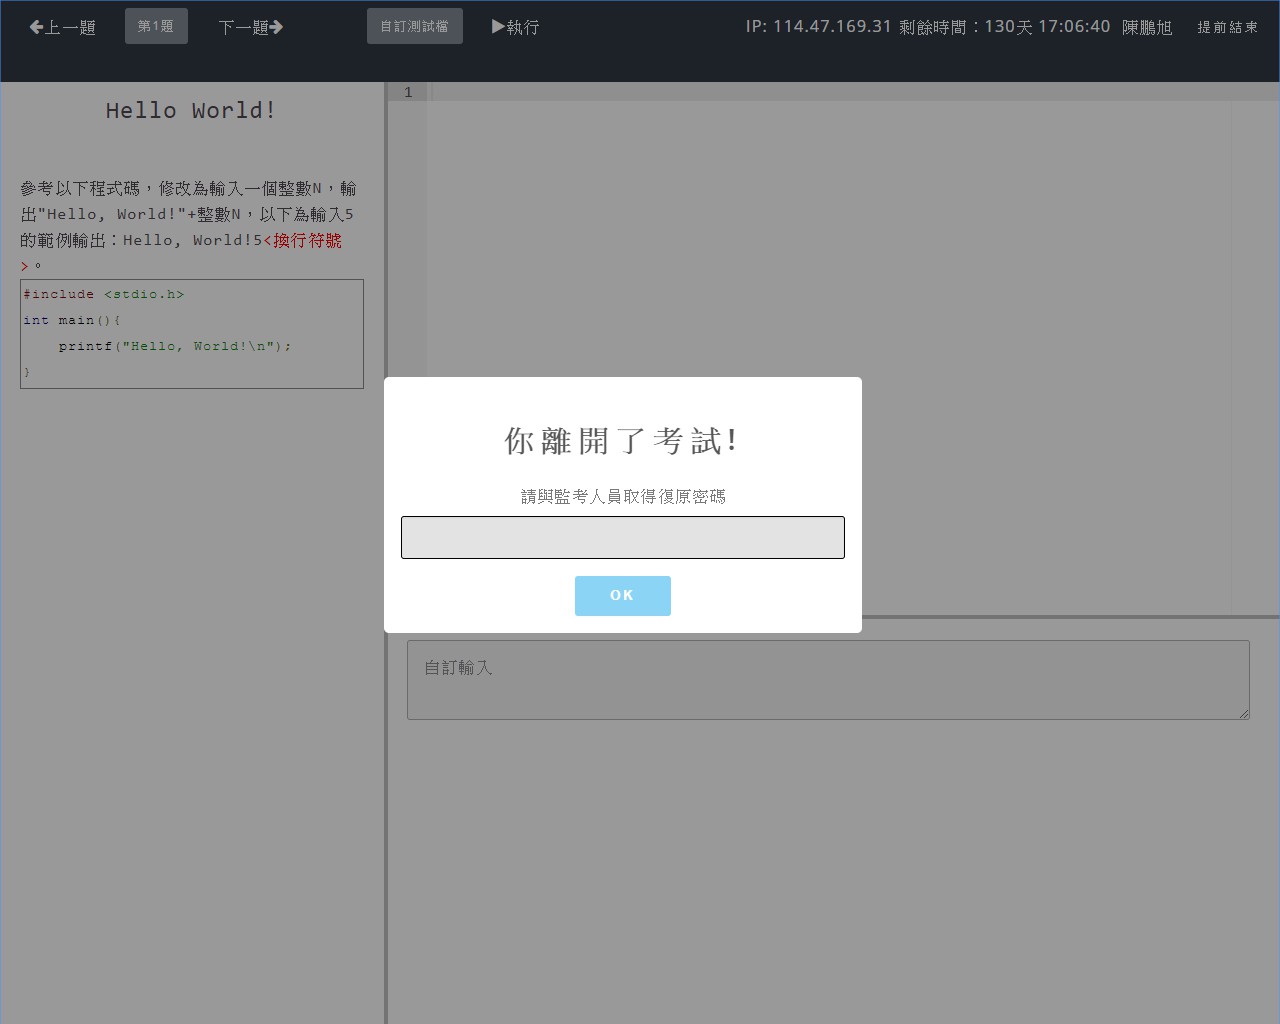 上一題 第1題 下一題 自訂測試檔 執行 IP: 114.47.169.31 剩餘時間：130天 17:06:40 陳鵬旭 提前結束
Hello World!
1
參考以下程式碼，修改為輸入一個整數N，輸
出"Hello, World!"+整數N，以下為輸入5
的範例輸出：Hello, World!5<換行符號
>。
#include <stdio.h>
int main(){
    printf("Hello, World!\n");
}
你離開了考試!
請與監考人員取得復原密碼
OK
自訂輸入